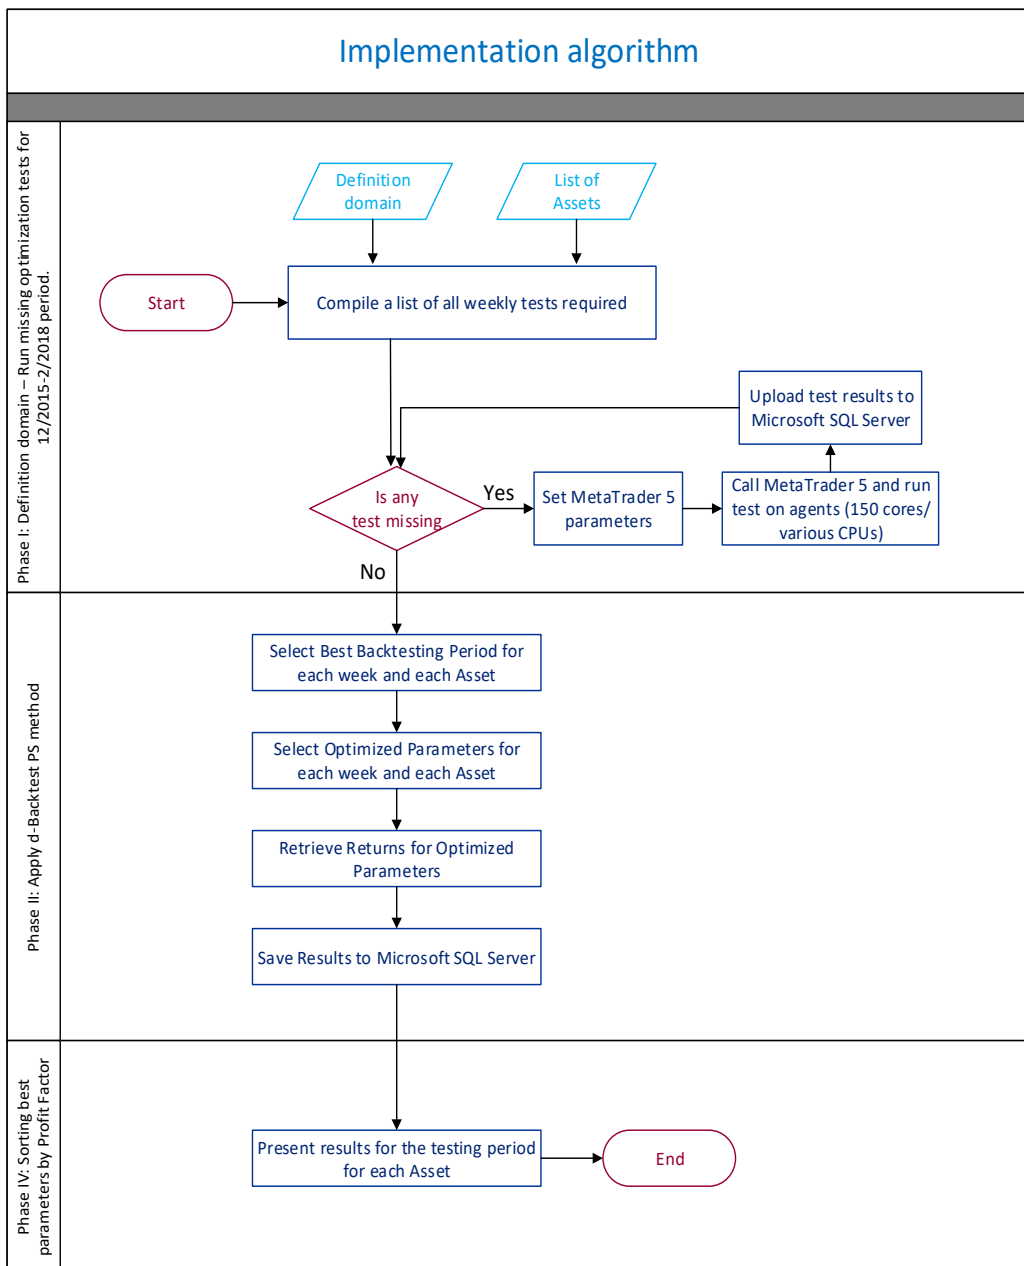 Implementation algorithm
Phase I: Definition domain – Run missing optimization tests for
12/2015-2/2018 period.
Definition
domain
List of
Assets
Start
Compile a list of all weekly tests required
Upload test results to
Microsoft SQL Server
Is any
test missing
Yes
Set MetaTrader 5
parameters
Call MetaTrader 5 and run
test on agents (150 cores/
various CPUs)
No
Phase II: Apply d-Backtest PS method
Select Best Backtesting Period for
each week and each Asset
Select Optimized Parameters for
each week and each Asset
Retrieve Returns for Optimized
Parameters
Save Results to Microsoft SQL Server
Phase IV: Sorting best
parameters by Profit Factor
Present results for the testing period
for each Asset
End